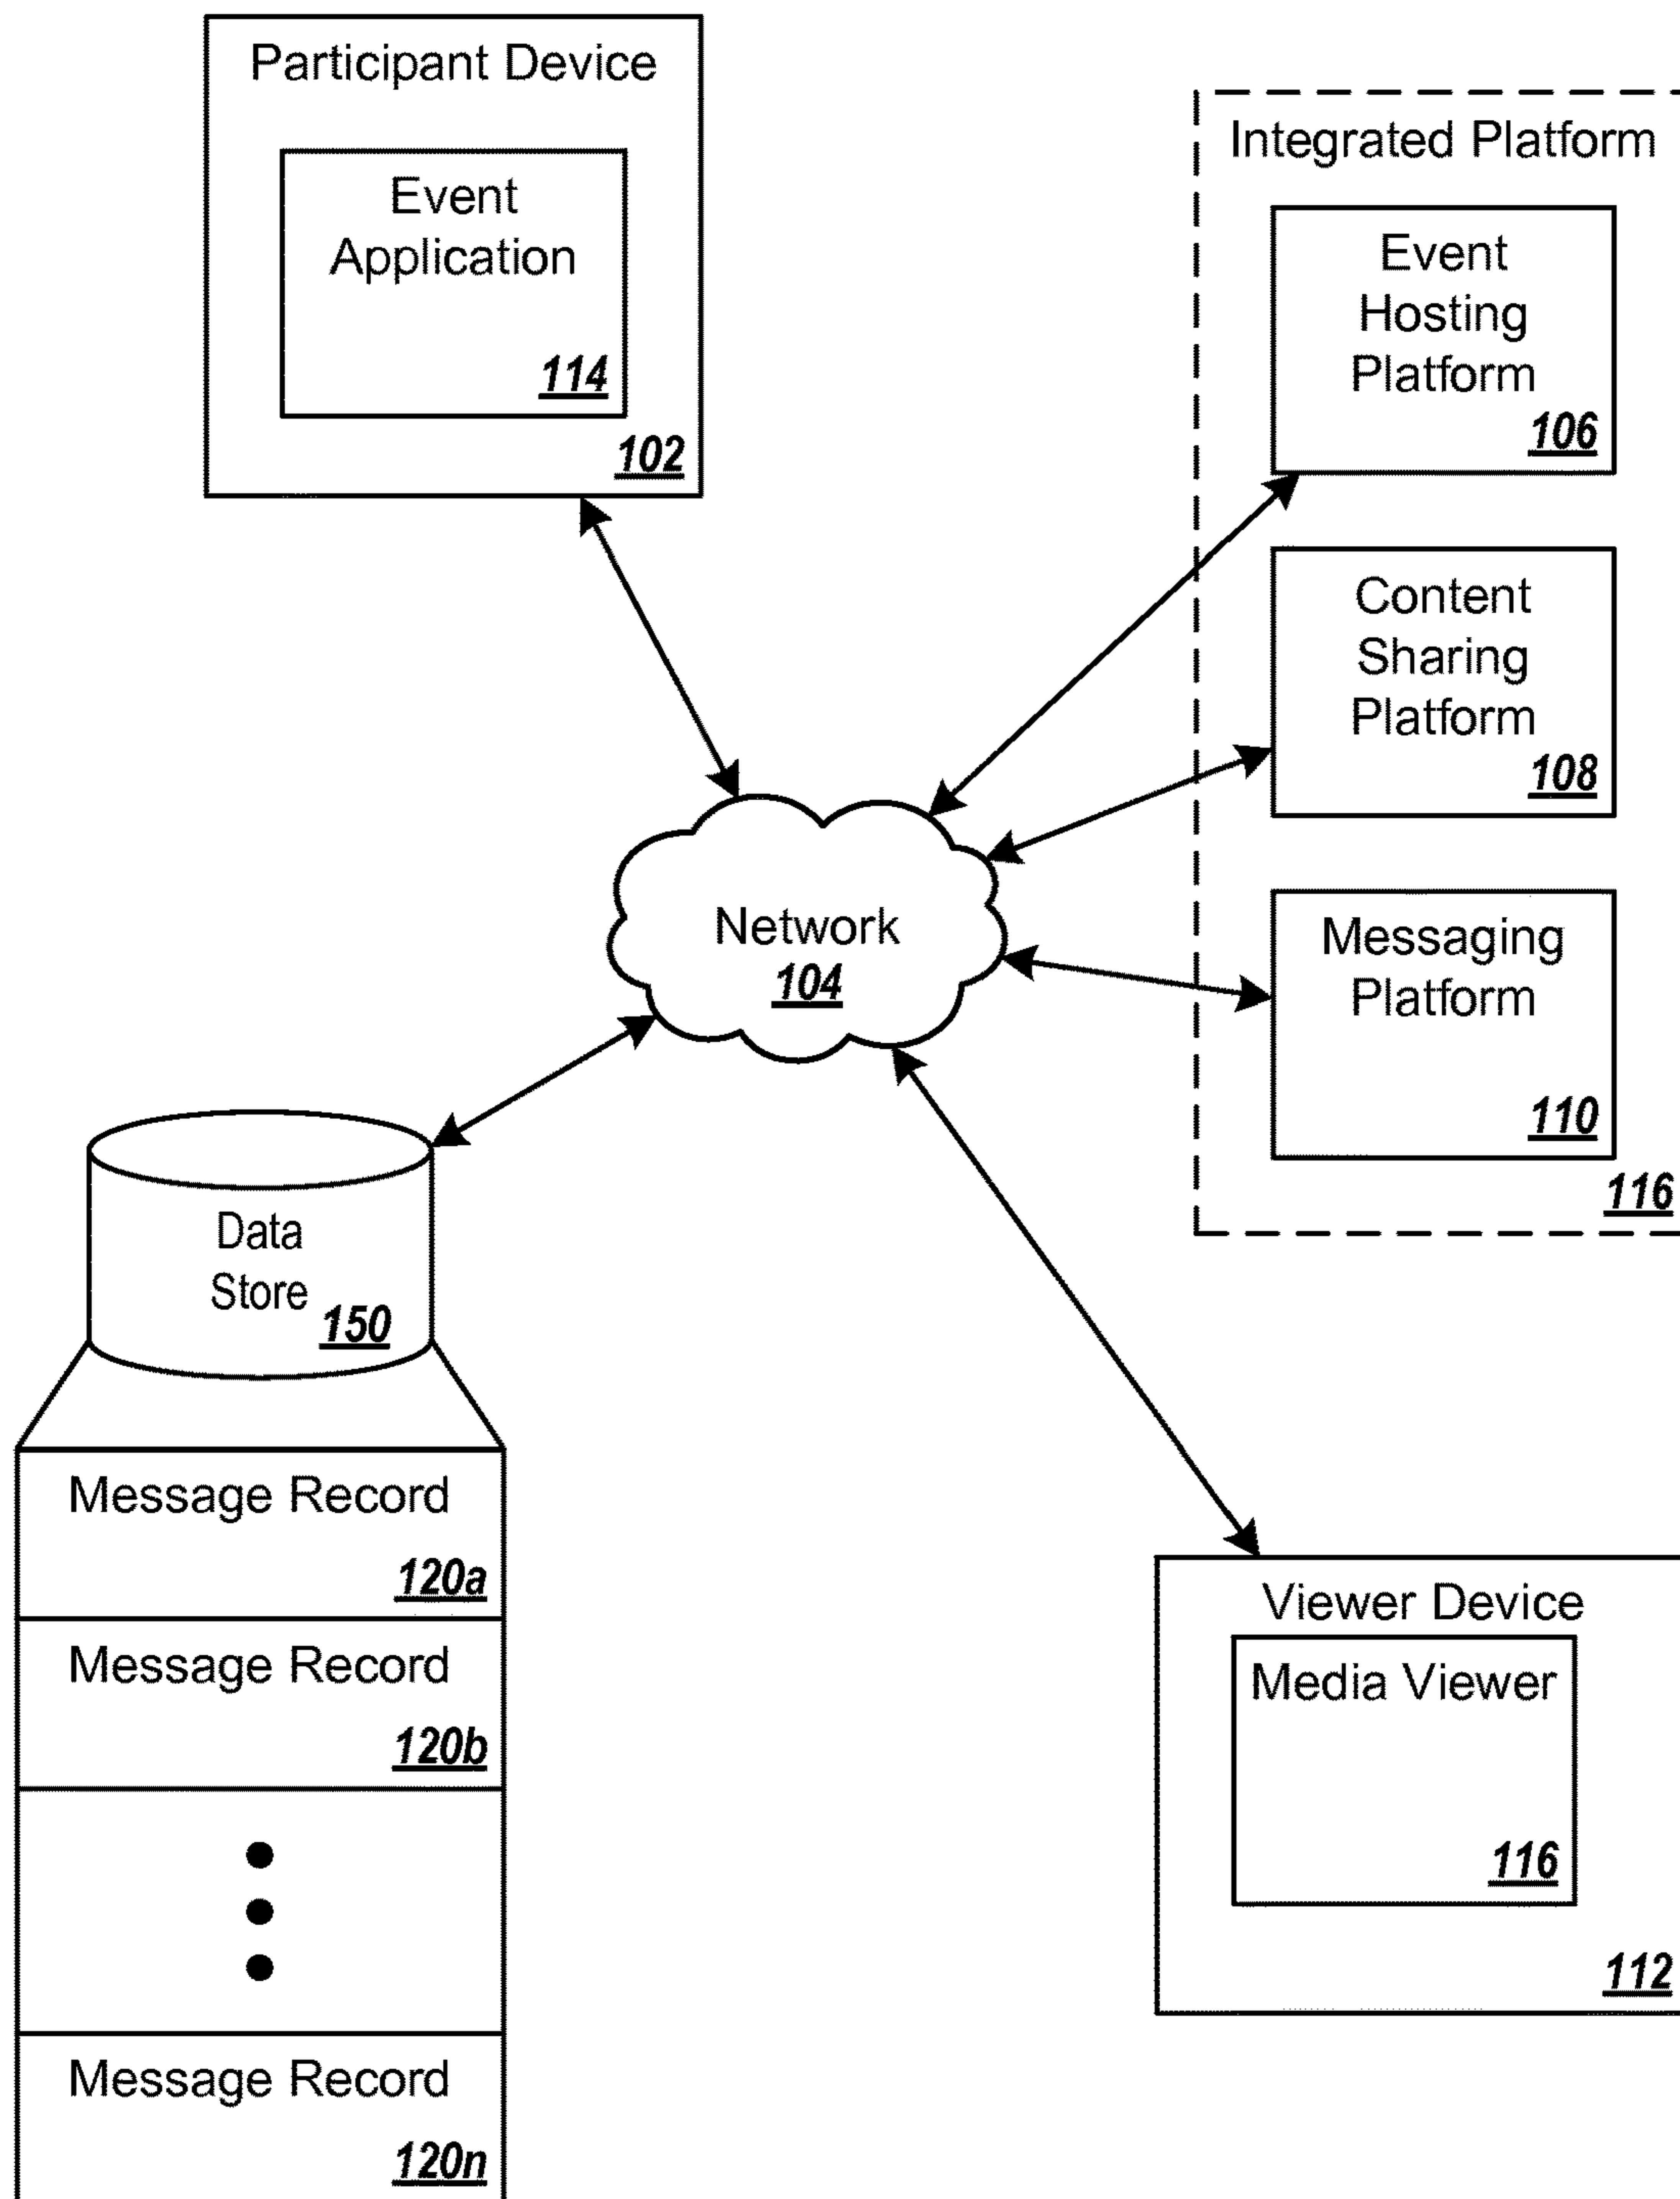 Participant Device
Event
Application
114
102
Integrated Platform
Event
Hosting
Platform
106
Content
Sharing
Platform
108
Messaging
Platform
110
116
Network
104
Data
Store
150
Message Record
120a
Message Record
120b
Message Record
120n
Viewer Device
Media Viewer
116
112